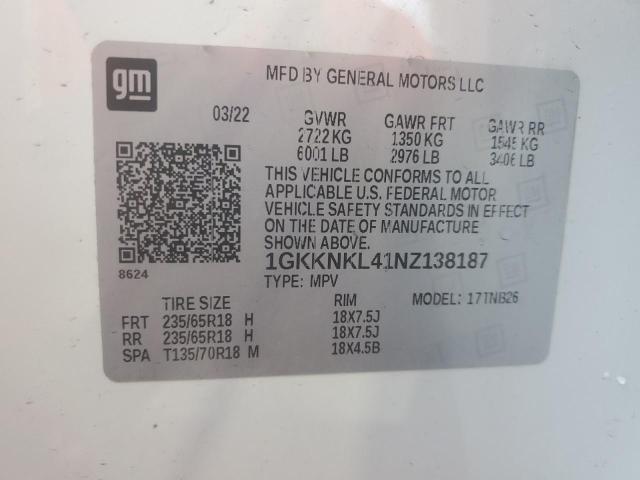 gm
MFD BY GENERAL MOTORS LLC
03/22 GVWR GAWR FRT GAWR RR
2722 KG 1350 KG 1545 KG
6001 LB 2976 LB 3406 LB
THIS VEHICLE CONFORMS TO ALL
APPLICABLE U.S. FEDERAL MOTOR
VEHICLE SAFETY STANDARDS IN EFFECT
ON THE DATE OF MANUFACTURE
SHOWN ABOVE.
8624 1GKKNKL41NZ138187
TYPE: MPV MODEL: 17TNB26
TIRE SIZE RIM
FRT 235/65R18 H 18X7.5J
RR 235/65R18 H 18X7.5J
SPA T135/70R18 M 18X4.5B